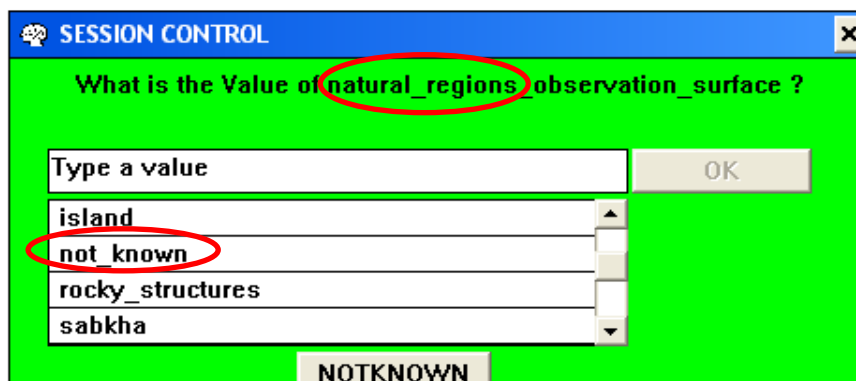 SESSION CONTROL
What is the Value of natural_regions_observation_surface ?
Type a value
OK
island
not_known
rocky_structures
sabkha
NOTKNOWN